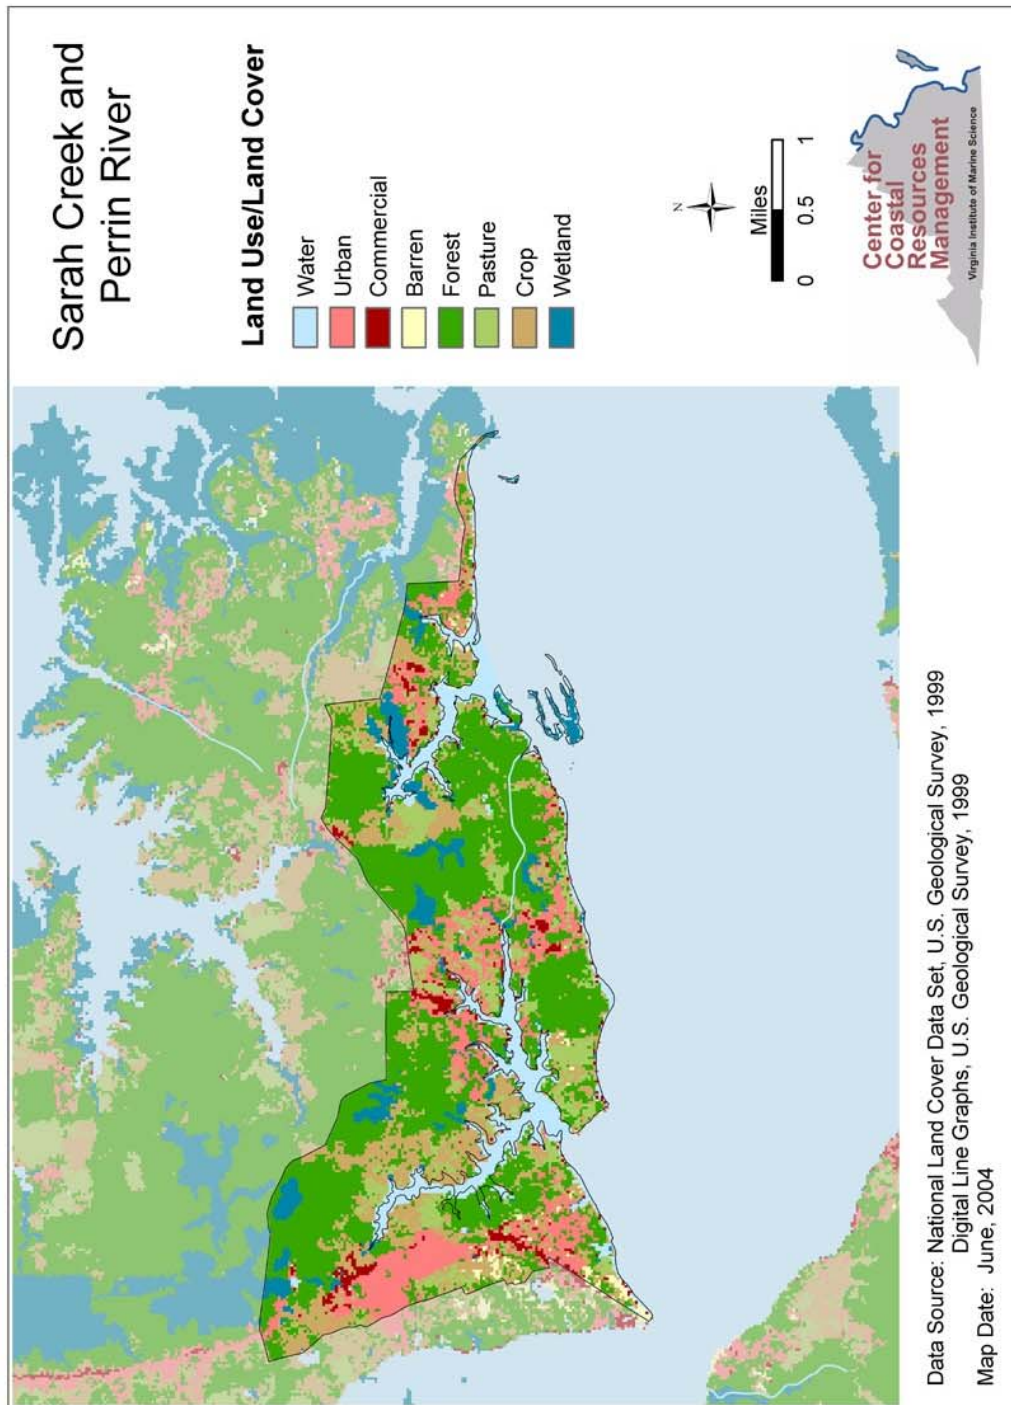 Sarah Creek and
Perrin River
Land Use/Land Cover
Water
Urban
Commercial
Barren
Forest
Pasture
Crop
Wetland
N
Miles
0 0.5 1
Center for
Coastal
Resources
Management
Virginia Institute of Marine Science
Data Source: National Land Cover Data Set, U.S. Geological Survey, 1999
Digital Line Graphs, U.S. Geological Survey, 1999
Map Date: June, 2004